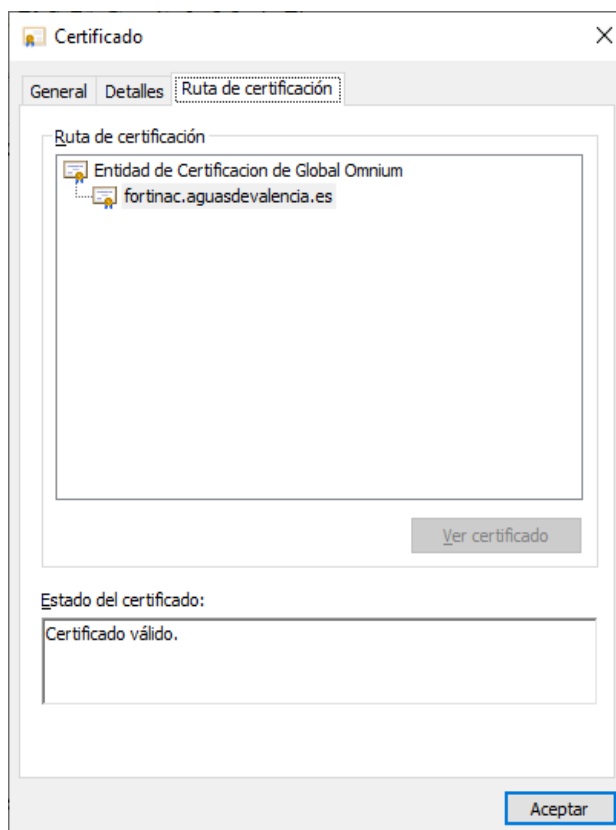 Certificado
General
Detalles
Ruta de certificación
Ruta de certificación
Entidad de Certificacion de Global Omnium
fortinac.aguasdevalencia.es
Ver certificado
Estado del certificado:
Certificado válido.
Aceptar